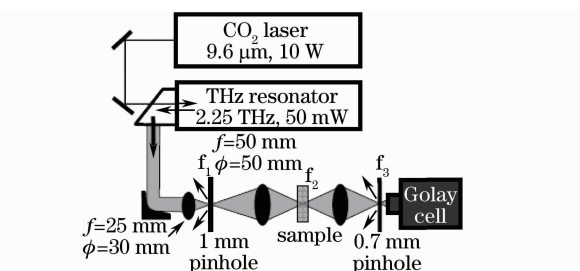 CO₂ laser
9.6 μm, 10 W
THz resonator
2.25 THz, 50 mW
f=50 mm
ϕ=50 mm
f₁
f₂
f₃
Golay
cell
f=25 mm
ϕ=30 mm
1 mm
pinhole
sample
0.7 mm
pinhole